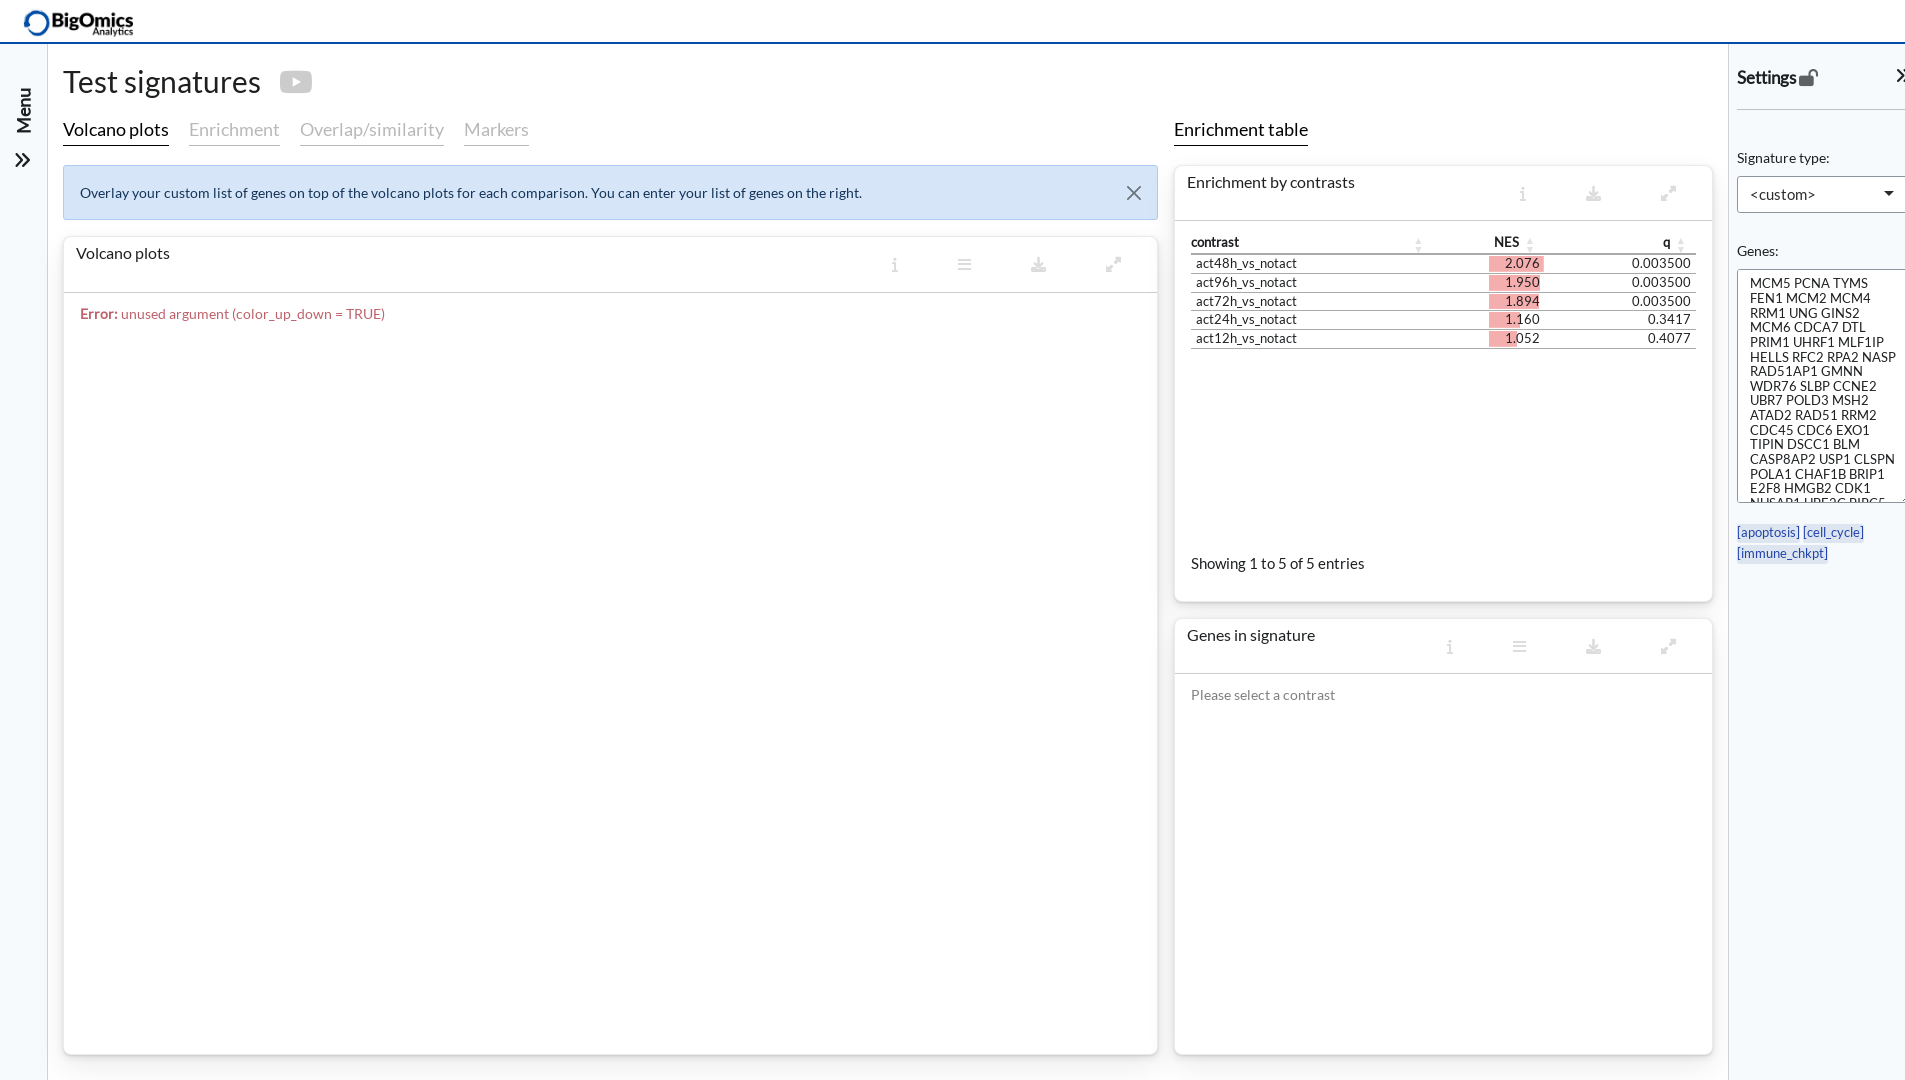 BigOmics
Analytics
Menu
Test signatures
Volcano plots Enrichment Overlap/similarity Markers
Overlay your custom list of genes on top of the volcano plots for each comparison. You can enter your list of genes on the right.
Volcano plots
Error: unused argument (color_up_down = TRUE)
Enrichment table
Enrichment by contrasts
contrast NES q
act48h_vs_notact 2.076 0.003500
act96h_vs_notact 1.950 0.003500
act72h_vs_notact 1.894 0.003500
act24h_vs_notact 1.160 0.3417
act12h_vs_notact 1.052 0.4077
Showing 1 to 5 of 5 entries
Genes in signature
Please select a contrast
Settings
Signature type:
<custom>
Genes:
MCM5 PCNA TYMS
FEN1 MCM2 MCM4
RRM1 UNG GINS2
MCM6 CDCA7 DTL
PRIM1 UHRF1 MLF1IP
HELLS RFC2 RPA2 NASP
RAD51AP1 GMNN
WDR76 SLBP CCNE2
UBR7 POLD3 MSH2
ATAD2 RAD51 RRM2
CDC45 CDC6 EXO1
TIPIN DSCC1 BLM
CASP8AP2 USP1 CLSPN
POLA1 CHAF1B BRIP1
E2F8 HMGB2 CDK1
[apoptosis] [cell_cycle]
[immune_chkpt]